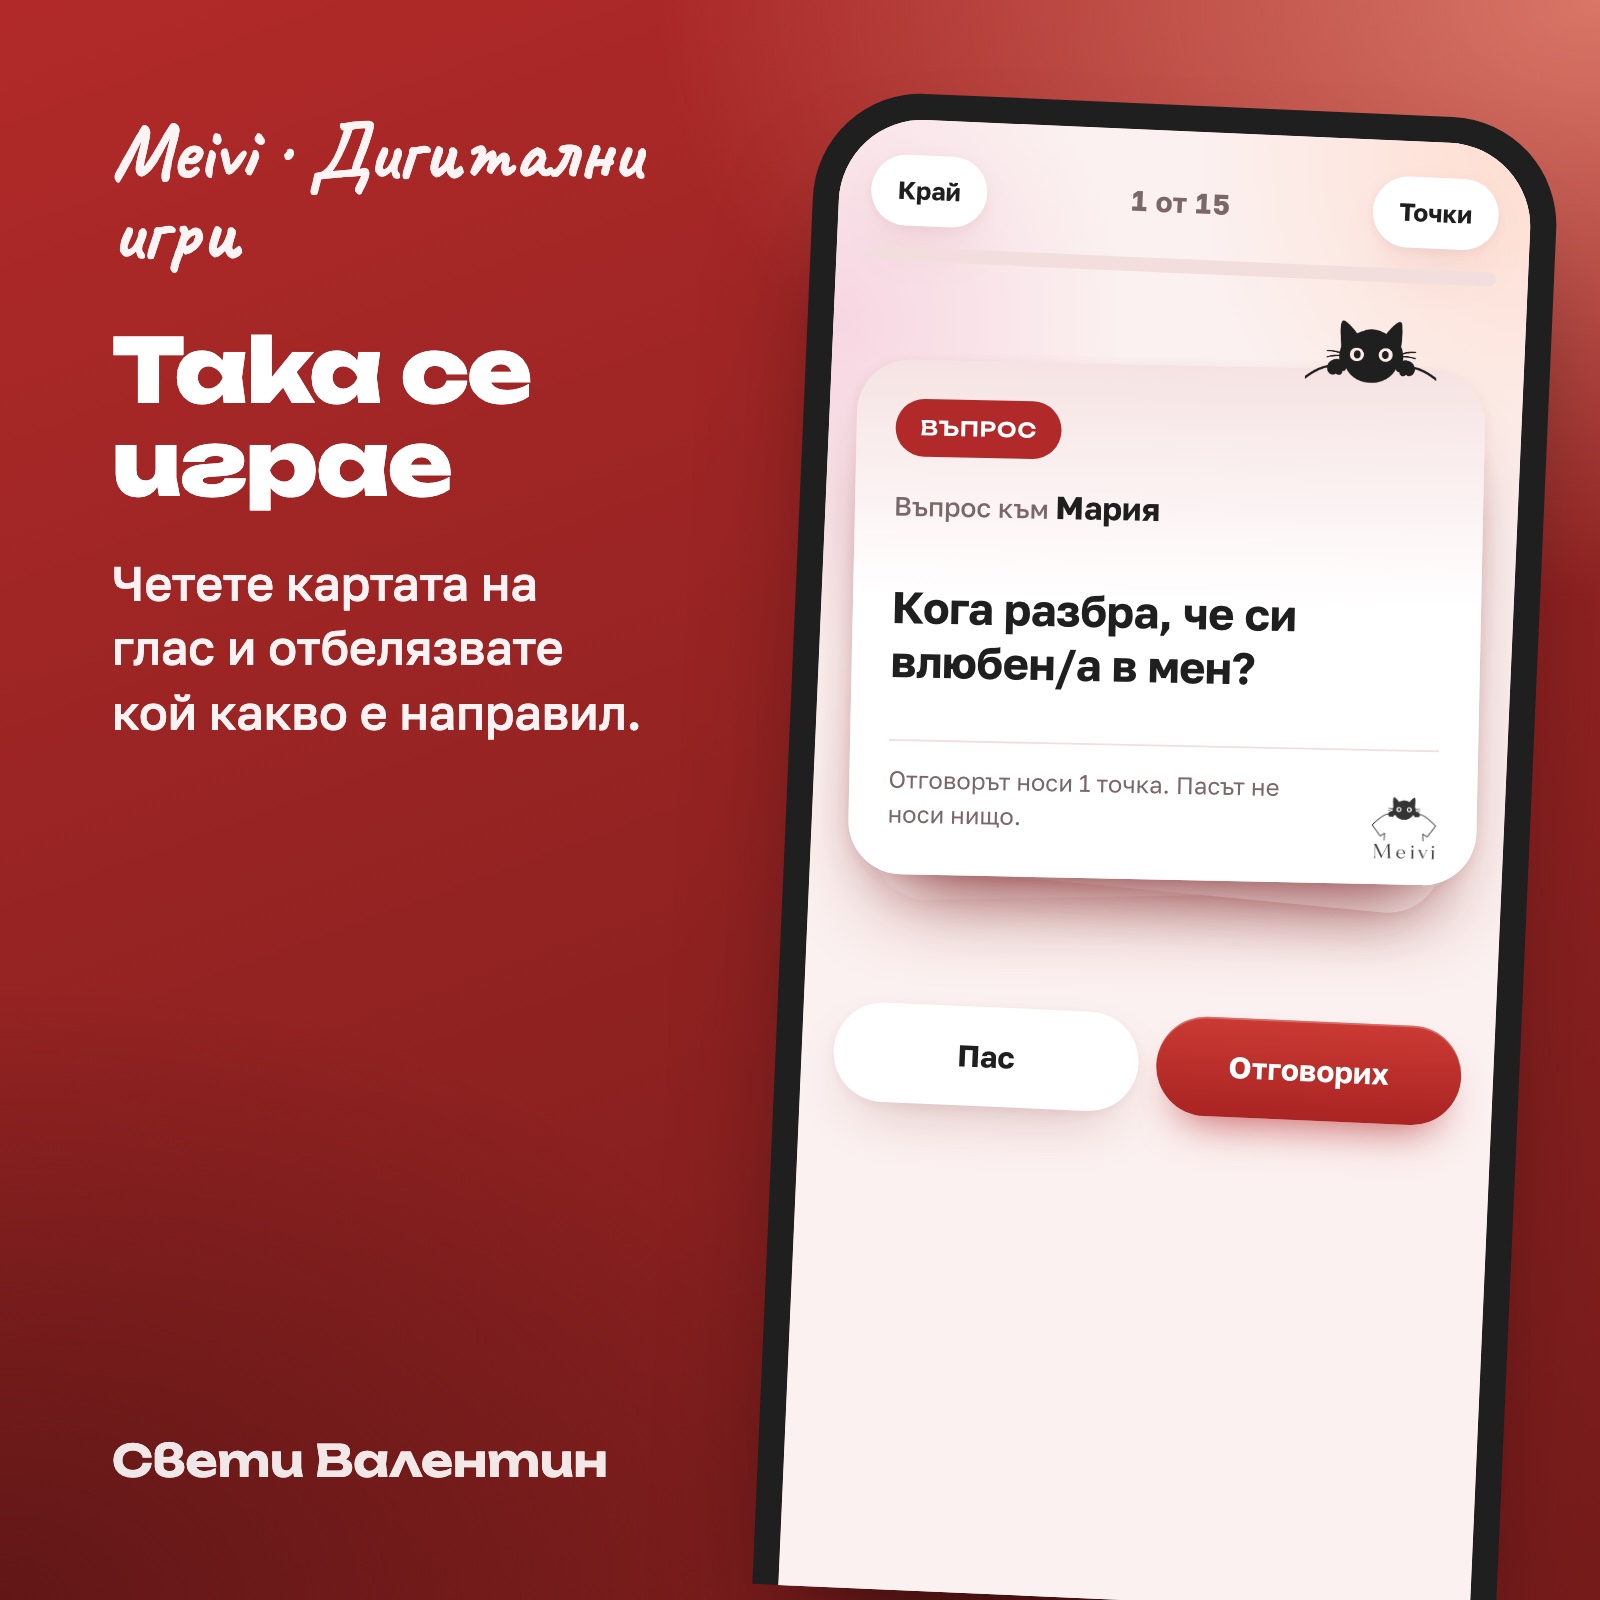 Meivi · Дигитални
игри
Така се
играе
Четете картата на
глас и отбелязвате
кой какво е направил.
Свети Валентин
Край
1 от 15
Точки
ВЪПРОС
Въпрос към Мария
Кога разбра, че си
влюбен/а в мен?
Отговорът носи 1 точка. Пасът не
носи нищо.
Meivi
Пас
Отговорих